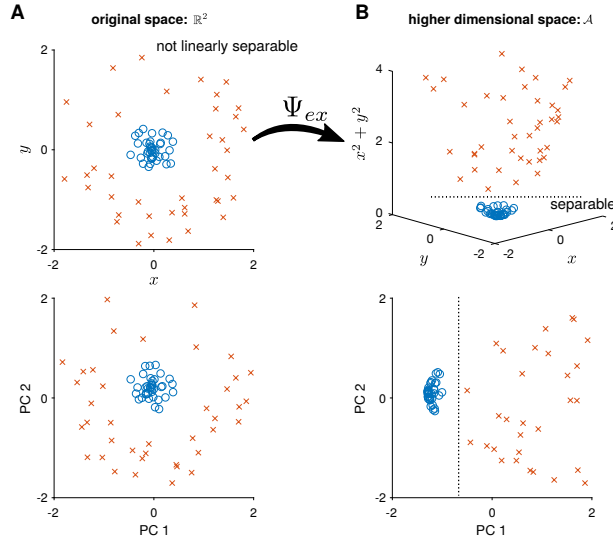 A
original space: ℝ²
not linearly separable
2
0
-2
y
-2
0
2
x
Ψex
B
higher dimensional space: 𝒜
4
2
0
x² + y²
separable
2
0
-2
y
-2
0
2
x
2
0
-2
PC 2
-2
0
2
PC 1
2
0
-2
PC 2
-2
0
2
PC 1